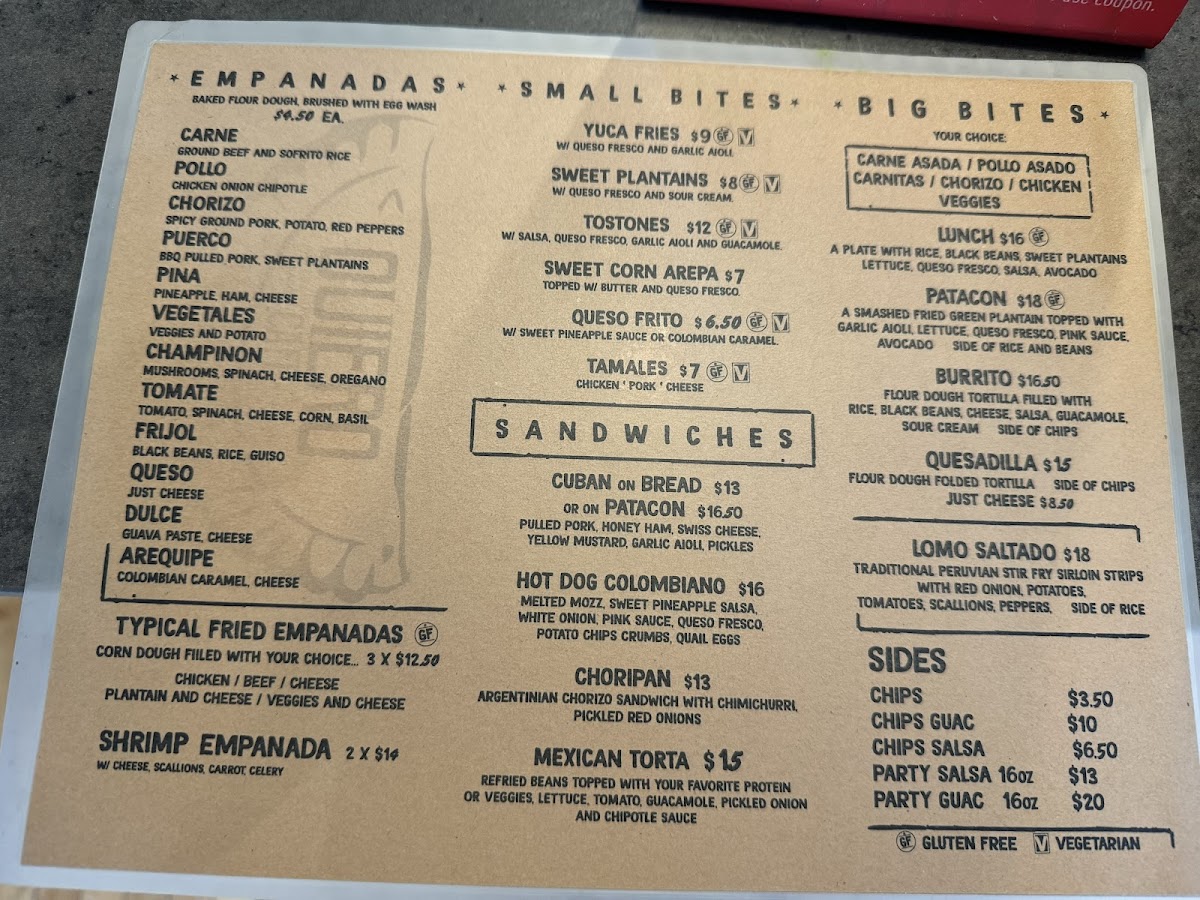 use coupon.
* EMPANADAS *
BAKED FLOUR DOUGH, BRUSHED WITH EGG WASH
$4.50 EA.
CARNE
GROUND BEEF AND SOFRITO RICE
POLLO
CHICKEN ONION CHIPOTLE
CHORIZO
SPICY GROUND PORK, POTATO, RED PEPPERS
PUERCO
BBQ PULLED PORK, SWEET PLANTAINS
PINA
PINEAPPLE, HAM, CHEESE
VEGETALES
VEGGIES AND POTATO
CHAMPINON
MUSHROOMS, SPINACH, CHEESE, OREGANO
TOMATE
TOMATO, SPINACH, CHEESE, CORN, BASIL
FRIJOL
BLACK BEANS, RICE, GUISO
QUESO
JUST CHEESE
DULCE
GUAVA PASTE, CHEESE
AREQUIPE
COLOMBIAN CARAMEL, CHEESE
TYPICAL FRIED EMPANADAS GF
CORN DOUGH FIILED WITH YOUR CHOICE... 3 X $12.50
CHICKEN / BEEF / CHEESE
PLANTAIN AND CHEESE / VEGGIES AND CHEESE
SHRIMP EMPANADA 2 X $14
W/ CHEESE, SCALLIONS, CARROT, CELERY
* SMALL BITES *
YUCA FRIES $9 GF V
W/ QUESO FRESCO AND GARLIC AIOLI.
SWEET PLANTAINS $8 GF V
W/ QUESO FRESCO AND SOUR CREAM.
TOSTONES $12 GF V
W/ SALSA, QUESO FRESCO, GARLIC AIOLI AND GUACAMOLE.
SWEET CORN AREPA $7
TOPPED W/ BUTTER AND QUESO FRESCO.
QUESO FRITO $6.50 GF V
W/ SWEET PINEAPPLE SAUCE OR COLOMBIAN CARAMEL.
TAMALES $7 GF V
CHICKEN ' PORK ' CHEESE
SANDWICHES
CUBAN ON BREAD $13
OR ON PATACON $16.50
PULLED PORK, HONEY HAM, SWISS CHEESE,
YELLOW MUSTARD, GARLIC AIOLI, PICKLES
HOT DOG COLOMBIANO $16
MELTED MOZZ, SWEET PINEAPPLE SALSA,
WHITE ONION, PINK SAUCE, QUESO FRESCO,
POTATO CHIPS CRUMBS, QUAIL EGGS
CHORIPAN $13
ARGENTINIAN CHORIZO SANDWICH WITH CHIMICHURRI,
PICKLED RED ONIONS
MEXICAN TORTA $15
REFRIED BEANS TOPPED WITH YOUR FAVORITE PROTEIN
OR VEGGIES, LETTUCE, TOMATO, GUACAMOLE, PICKLED ONION
AND CHIPOTLE SAUCE
* BIG BITES *
YOUR CHOICE:
CARNE ASADA / POLLO ASADO
CARNITAS / CHORIZO / CHICKEN
VEGGIES
LUNCH $16 GF
A PLATE WITH RICE, BLACK BEANS, SWEET PLANTAINS
LETTUCE, QUESO FRESCO, SALSA, AVOCADO
PATACON $18 GF
A SMASHED FRIED GREEN PLANTAIN TOPPED WITH
GARLIC AIOLI, LETTUCE, QUESO FRESCO, PINK SAUCE,
AVOCADO SIDE OF RICE AND BEANS
BURRITO $16.50
FLOUR DOUGH TORTILLA FILLED WITH
RICE, BLACK BEANS, CHEESE, SALSA, GUACAMOLE,
SOUR CREAM SIDE OF CHIPS
QUESADILLA $15
FLOUR DOUGH FOLDED TORTILLA SIDE OF CHIPS
JUST CHEESE $8.50
LOMO SALTADO $18
TRADITIONAL PERUVIAN STIR FRY SIRLOIN STRIPS
WITH RED ONION, POTATOES,
TOMATOES, SCALLIONS, PEPPERS, SIDE OF RICE
SIDES
CHIPS $3.50
CHIPS GUAC $10
CHIPS SALSA $6.50
PARTY SALSA 16OZ $13
PARTY GUAC 16OZ $20
GF GLUTEN FREE V VEGETARIAN